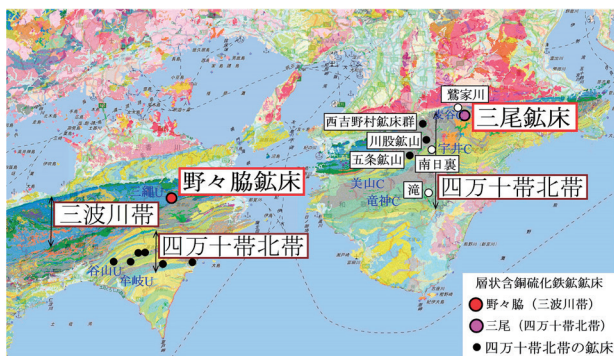 鷲家川
西吉野村鉱床群
三尾鉱床
川股鉱山
宇井C
五条鉱山
南日裏
野々脇鉱床
三縄U
美山C
四万十帯北帯
滝
竜神C
三波川帯
四万十帯北帯
谷山U
牟岐U
層状含銅硫化鉄鉱鉱床
野々脇（三波川帯）
三尾（四万十帯北帯）
四万十帯北帯の鉱床